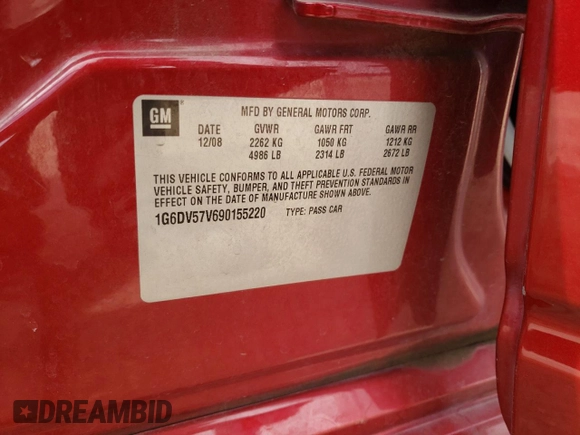 GM
MFD BY GENERAL MOTORS CORP.
DATE GVWR GAWR FRT GAWR RR
12/08 2262 KG 1050 KG 1212 KG
4986 LB 2314 LB 2672 LB
THIS VEHICLE CONFORMS TO ALL APPLICABLE U.S. FEDERAL MOTOR
VEHICLE SAFETY, BUMPER, AND THEFT PREVENTION STANDARDS IN
EFFECT ON THE DATE OF MANUFACTURE SHOWN ABOVE.
1G6DV57V690155220 TYPE: PASS CAR
DREAMBID